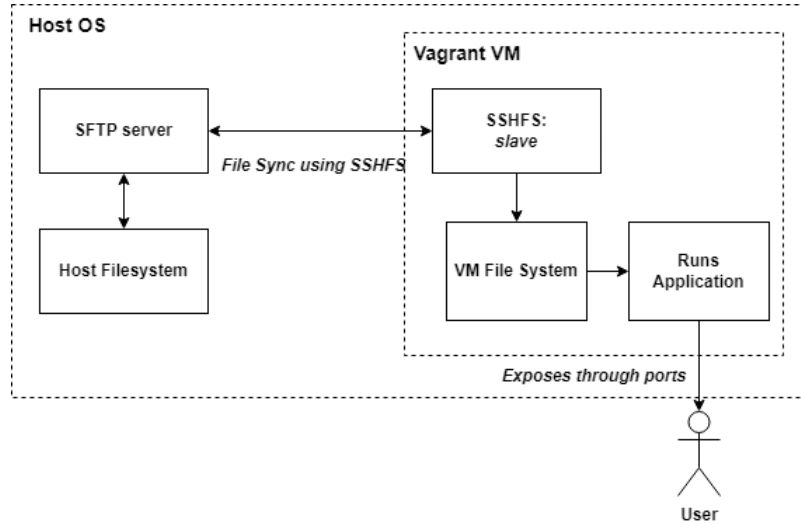 Host OS
Vagrant VM
SFTP server
SSHFS:
slave
File Sync using SSHFS
Host Filesystem
VM File System
Runs
Application
Exposes through ports
User